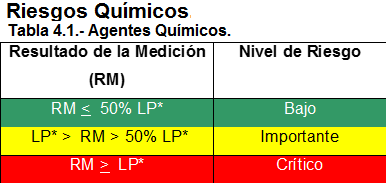 Riesgos Químicos
Tabla 4.1.- Agentes Químicos.
Resultado de la Medición Nivel de Riesgo
(RM)
RM ≤ 50% LP* Bajo
LP* > RM > 50% LP* Importante
RM ≥ LP* Crítico